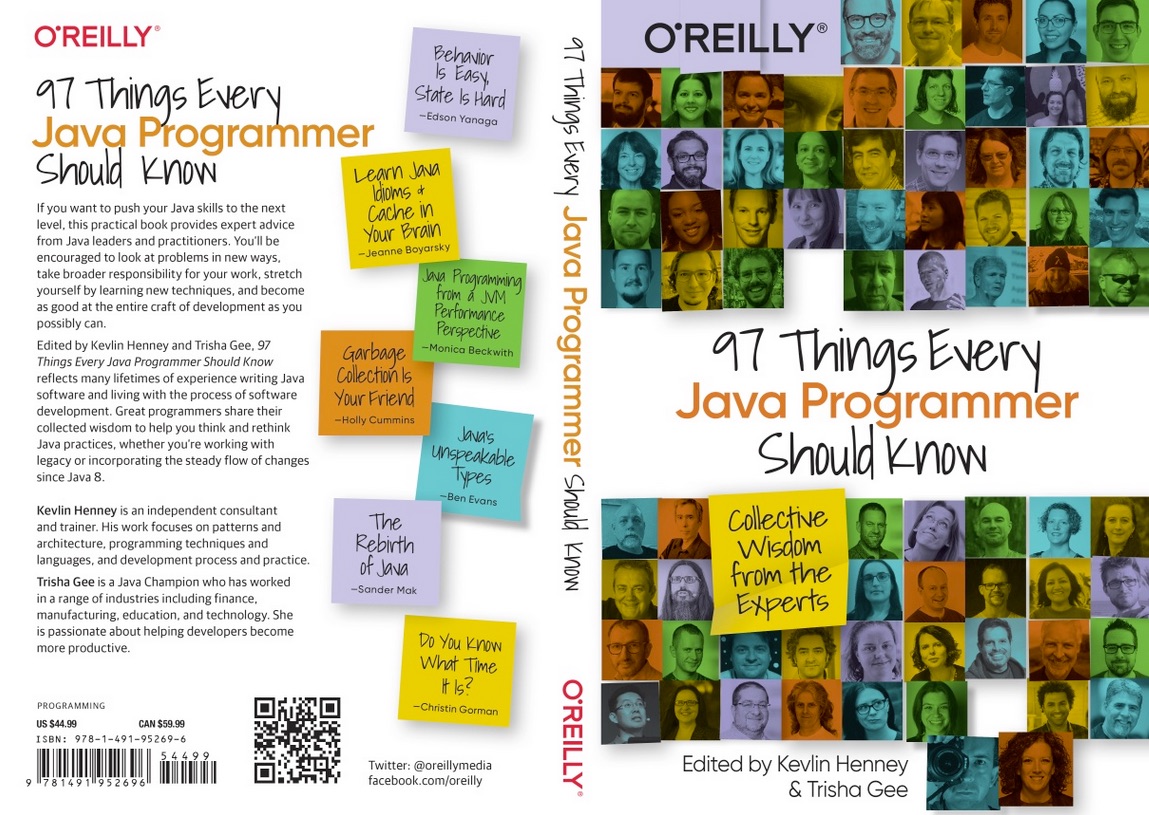 O'REILLY®
97 Things Every
Java Programmer
Should Know
If you want to push your Java skills to the next
level, this practical book provides expert advice
from Java leaders and practitioners. You'll be
encouraged to look at problems in new ways,
take broader responsibility for your work, stretch
yourself by learning new techniques, and become
as good at the entire craft of development as you
possibly can.
Edited by Kevlin Henney and Trisha Gee, 97
Things Every Java Programmer Should Know
reflects many lifetimes of experience writing Java
software and living with the process of software
development. Great programmers share their
collected wisdom to help you think and rethink
Java practices, whether you're working with
legacy or incorporating the steady flow of changes
since Java 8.
Kevlin Henney is an independent consultant
and trainer. His work focuses on patterns and
architecture, programming techniques and
languages, and development process and practice.
Trisha Gee is a Java Champion who has worked
in a range of industries including finance,
manufacturing, education, and technology. She
is passionate about helping developers become
more productive.
PROGRAMMING
US $44.99 CAN $59.99
ISBN: 978-1-491-95269-6
54499
9 781491 952696
Behavior
Is Easy,
State Is Hard
—Edson Yanaga
Learn Java
Idioms +
Cache in
Your Brain
—Jeanne Boyarsky
Java Programming
from a JVM
Performance
Perspective
—Monica Beckwith
Garbage
Collection Is
Your Friend
—Holly Cummins
Java's
Unspeakable
Types
—Ben Evans
The
Rebirth
of Java
—Sander Mak
Do You Know
What Time
It Is?
—Christin Gorman
Twitter: @oreillymedia
facebook.com/oreilly
97 Things Every Java Programmer Should Know
O'REILLY®
O'REILLY®
97 Things Every
Java Programmer
Should Know
Collective
Wisdom
from the
Experts
Edited by Kevlin Henney
& Trisha Gee